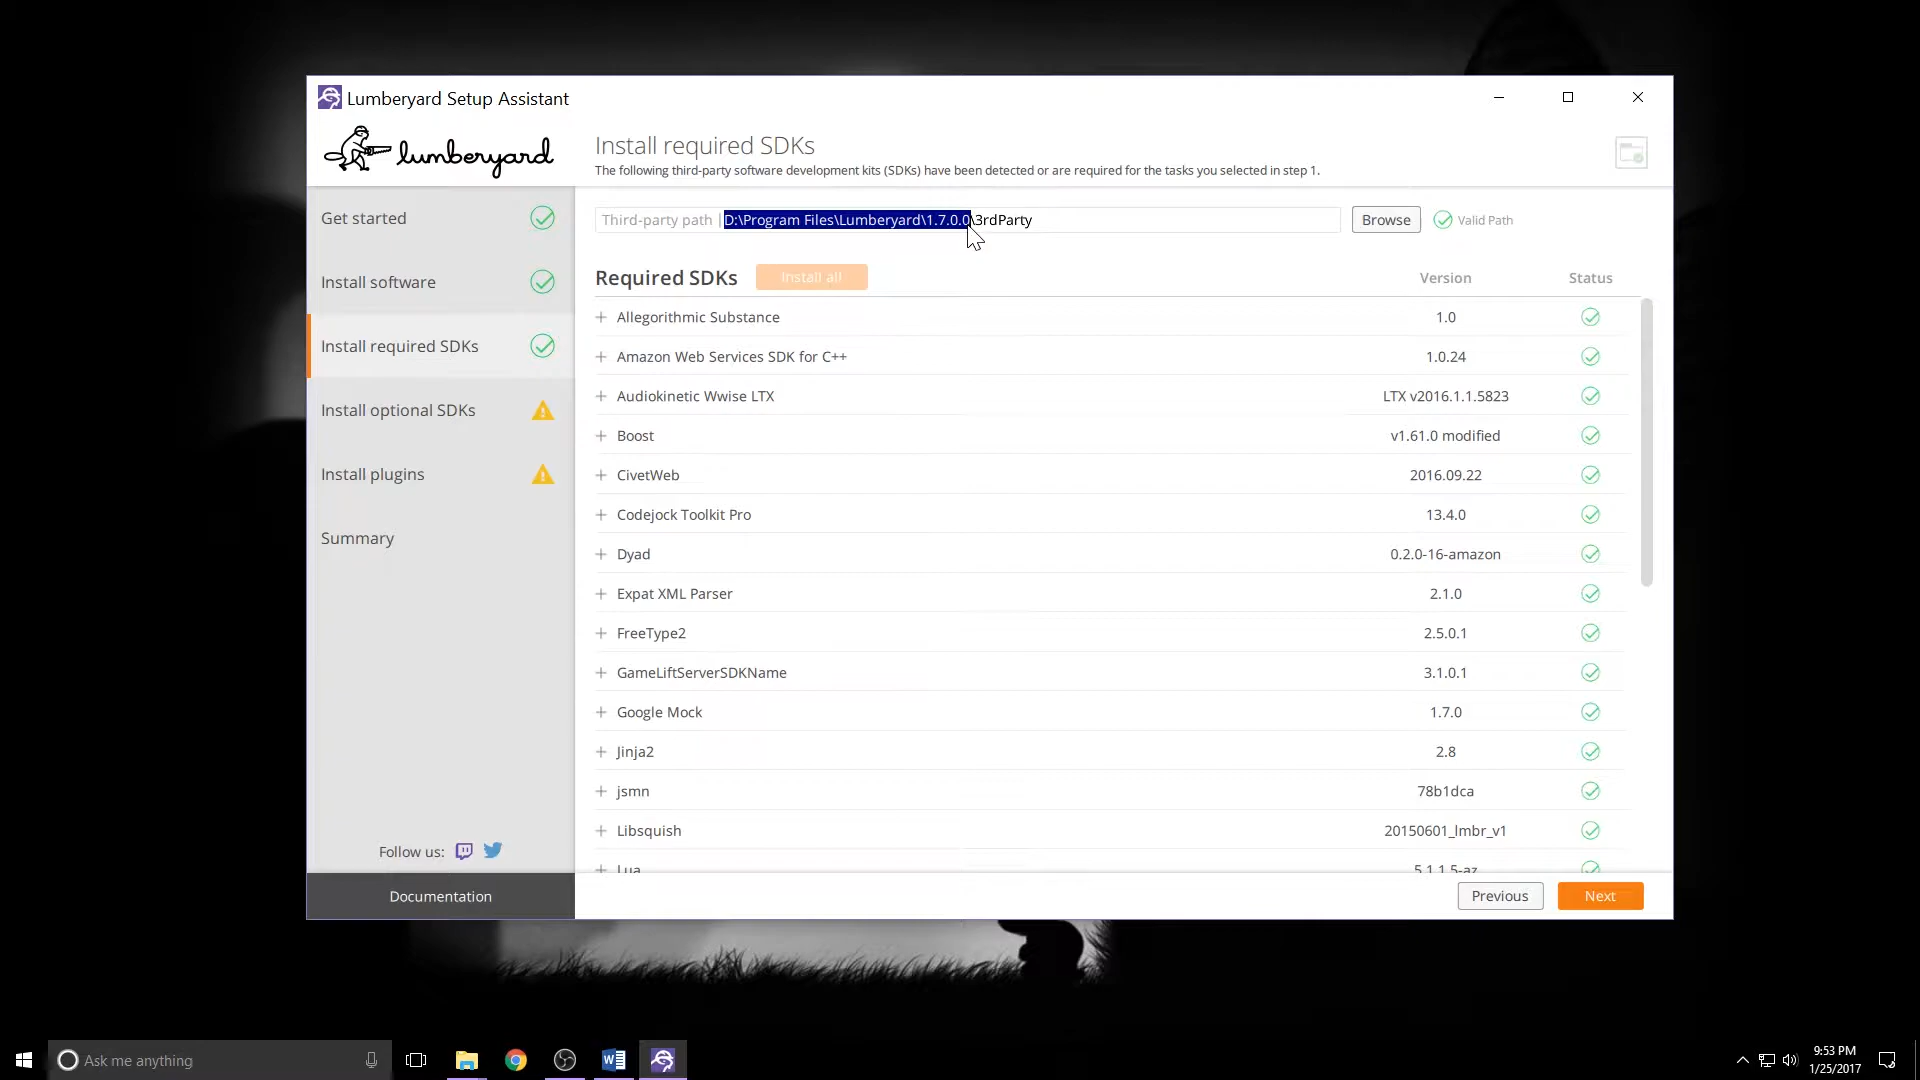 Lumberyard Setup Assistant
lumberyard
Install required SDKs
The following third-party software development kits (SDKs) have been detected or are required for the tasks you selected in step 1.
Get started
Install software
Install required SDKs
Install optional SDKs
Install plugins
Summary
Follow us:
Documentation
Third-party path D:\Program Files\Lumberyard\1.7.0.0\3rdParty
Browse
Valid Path
Required SDKs Install all Version Status
Allegorithmic Substance 1.0
Amazon Web Services SDK for C++ 1.0.24
Audiokinetic Wwise LTX LTX v2016.1.1.5823
Boost v1.61.0 modified
CivetWeb 2016.09.22
Codejock Toolkit Pro 13.4.0
Dyad 0.2.0-16-amazon
Expat XML Parser 2.1.0
FreeType2 2.5.0.1
GameLiftServerSDKName 3.1.0.1
Google Mock 1.7.0
Jinja2 2.8
jsmn 78b1dca
Libsquish 20150601_lmbr_v1
Lua 5.1.1.5-az
Previous Next
Ask me anything
9:53 PM
1/25/2017